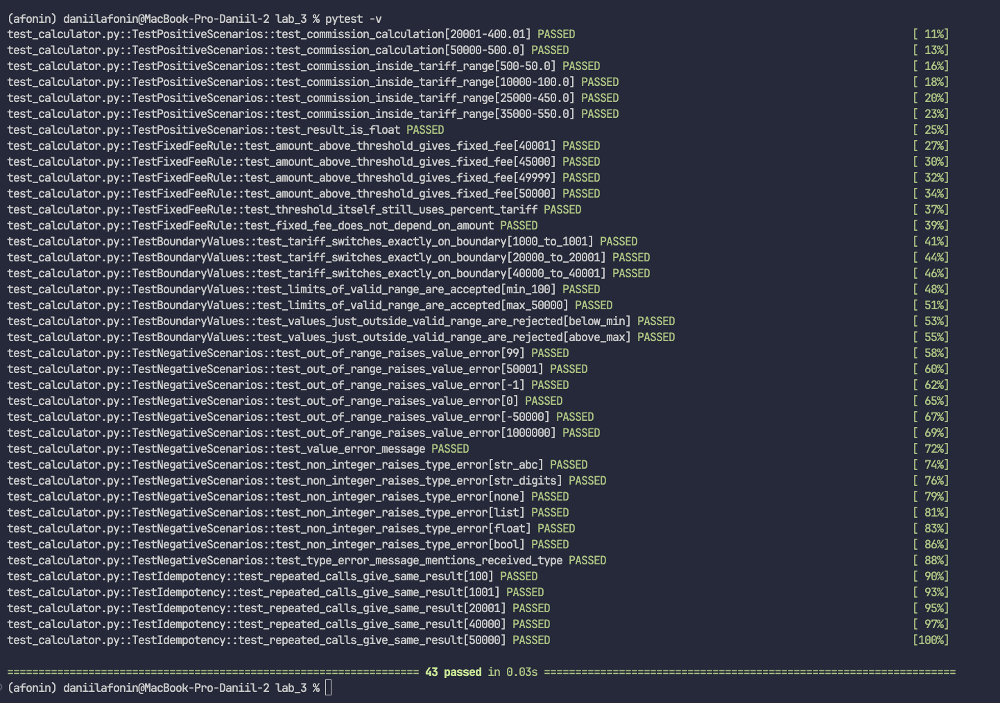 (afonin) daniilafonin@MacBook-Pro-Daniil-2 lab_3 % pytest -v
test_calculator.py::TestPositiveScenarios::test_commission_calculation[20001-400.01] PASSED [ 11%]
test_calculator.py::TestPositiveScenarios::test_commission_calculation[50000-500.0] PASSED [ 13%]
test_calculator.py::TestPositiveScenarios::test_commission_inside_tariff_range[500-50.0] PASSED [ 16%]
test_calculator.py::TestPositiveScenarios::test_commission_inside_tariff_range[10000-100.0] PASSED [ 18%]
test_calculator.py::TestPositiveScenarios::test_commission_inside_tariff_range[25000-450.0] PASSED [ 20%]
test_calculator.py::TestPositiveScenarios::test_commission_inside_tariff_range[35000-550.0] PASSED [ 23%]
test_calculator.py::TestPositiveScenarios::test_result_is_float PASSED [ 25%]
test_calculator.py::TestFixedFeeRule::test_amount_above_threshold_gives_fixed_fee[40001] PASSED [ 27%]
test_calculator.py::TestFixedFeeRule::test_amount_above_threshold_gives_fixed_fee[45000] PASSED [ 30%]
test_calculator.py::TestFixedFeeRule::test_amount_above_threshold_gives_fixed_fee[49999] PASSED [ 32%]
test_calculator.py::TestFixedFeeRule::test_amount_above_threshold_gives_fixed_fee[50000] PASSED [ 34%]
test_calculator.py::TestFixedFeeRule::test_threshold_itself_still_uses_percent_tariff PASSED [ 37%]
test_calculator.py::TestFixedFeeRule::test_fixed_fee_does_not_depend_on_amount PASSED [ 39%]
test_calculator.py::TestBoundaryValues::test_tariff_switches_exactly_on_boundary[1000_to_1001] PASSED [ 41%]
test_calculator.py::TestBoundaryValues::test_tariff_switches_exactly_on_boundary[20000_to_20001] PASSED [ 44%]
test_calculator.py::TestBoundaryValues::test_tariff_switches_exactly_on_boundary[40000_to_40001] PASSED [ 46%]
test_calculator.py::TestBoundaryValues::test_limits_of_valid_range_are_accepted[min_100] PASSED [ 48%]
test_calculator.py::TestBoundaryValues::test_limits_of_valid_range_are_accepted[max_50000] PASSED [ 51%]
test_calculator.py::TestBoundaryValues::test_values_just_outside_valid_range_are_rejected[below_min] PASSED [ 53%]
test_calculator.py::TestBoundaryValues::test_values_just_outside_valid_range_are_rejected[above_max] PASSED [ 55%]
test_calculator.py::TestNegativeScenarios::test_out_of_range_raises_value_error[99] PASSED [ 58%]
test_calculator.py::TestNegativeScenarios::test_out_of_range_raises_value_error[50001] PASSED [ 60%]
test_calculator.py::TestNegativeScenarios::test_out_of_range_raises_value_error[-1] PASSED [ 62%]
test_calculator.py::TestNegativeScenarios::test_out_of_range_raises_value_error[0] PASSED [ 65%]
test_calculator.py::TestNegativeScenarios::test_out_of_range_raises_value_error[-50000] PASSED [ 67%]
test_calculator.py::TestNegativeScenarios::test_out_of_range_raises_value_error[1000000] PASSED [ 69%]
test_calculator.py::TestNegativeScenarios::test_value_error_message PASSED [ 72%]
test_calculator.py::TestNegativeScenarios::test_non_integer_raises_type_error[str_abc] PASSED [ 74%]
test_calculator.py::TestNegativeScenarios::test_non_integer_raises_type_error[str_digits] PASSED [ 76%]
test_calculator.py::TestNegativeScenarios::test_non_integer_raises_type_error[none] PASSED [ 79%]
test_calculator.py::TestNegativeScenarios::test_non_integer_raises_type_error[list] PASSED [ 81%]
test_calculator.py::TestNegativeScenarios::test_non_integer_raises_type_error[float] PASSED [ 83%]
test_calculator.py::TestNegativeScenarios::test_non_integer_raises_type_error[bool] PASSED [ 86%]
test_calculator.py::TestNegativeScenarios::test_type_error_message_mentions_received_type PASSED [ 88%]
test_calculator.py::TestIdempotency::test_repeated_calls_give_same_result[100] PASSED [ 90%]
test_calculator.py::TestIdempotency::test_repeated_calls_give_same_result[1001] PASSED [ 93%]
test_calculator.py::TestIdempotency::test_repeated_calls_give_same_result[20001] PASSED [ 95%]
test_calculator.py::TestIdempotency::test_repeated_calls_give_same_result[40000] PASSED [ 97%]
test_calculator.py::TestIdempotency::test_repeated_calls_give_same_result[50000] PASSED [100%]
================================================================== 43 passed in 0.03s ==================================================================
(afonin) daniilafonin@MacBook-Pro-Daniil-2 lab_3 %